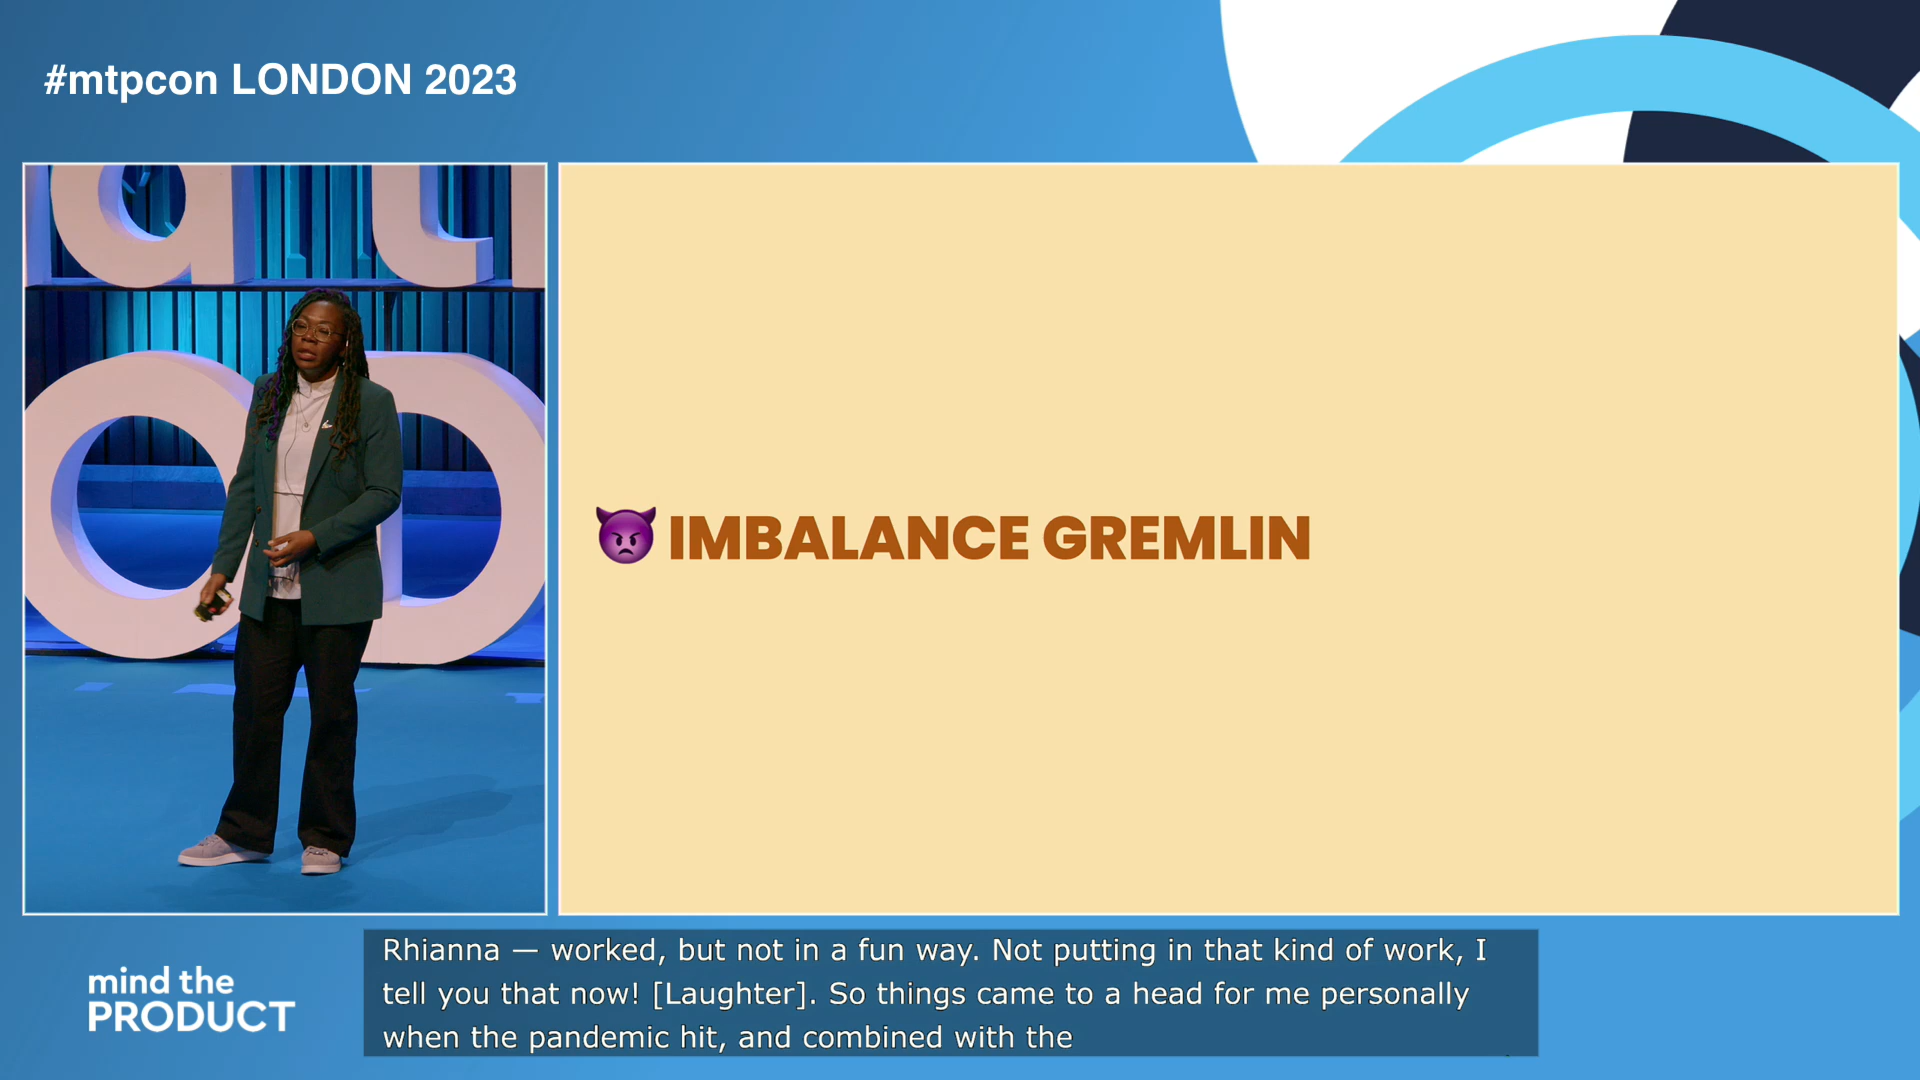 #mtpcon LONDON 2023
👿 IMBALANCE GREMLIN
mind the
PRODUCT
Rhianna — worked, but not in a fun way. Not putting in that kind of work, I
tell you that now! [Laughter]. So things came to a head for me personally
when the pandemic hit, and combined with the